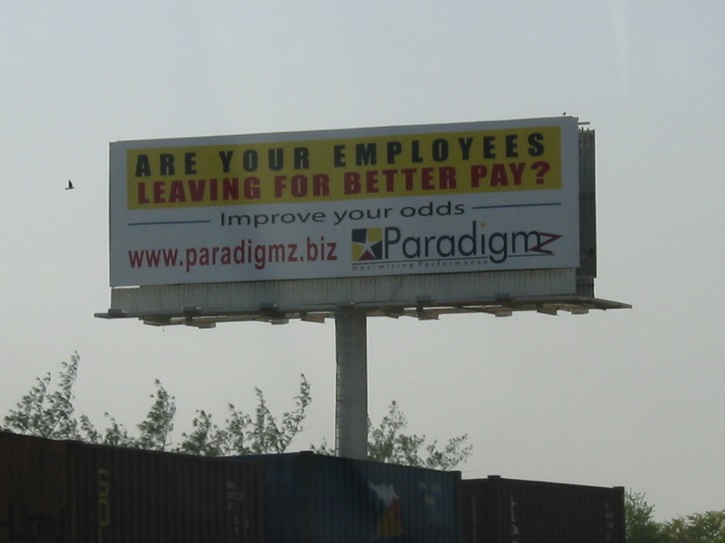 ARE YOUR EMPLOYEES
LEAVING FOR BETTER PAY?
Improve your odds
www.paradigmz.biz
Paradigmz
Maximizing Performance